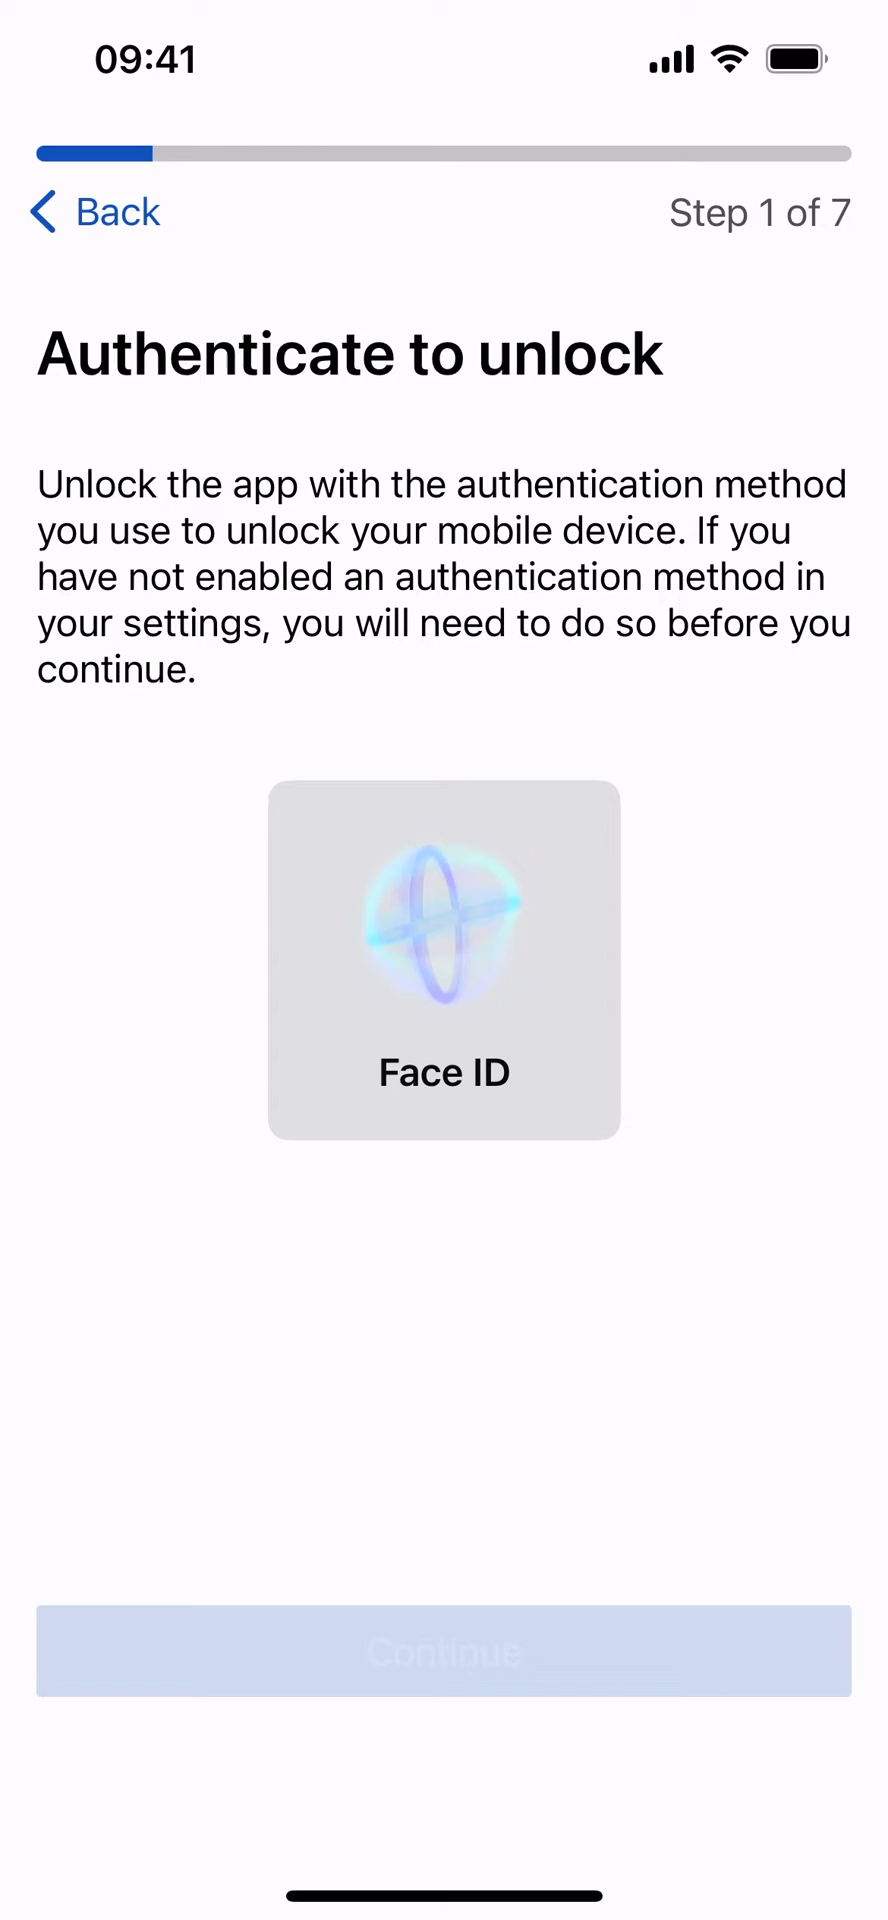 09:41
Back
Step 1 of 7
Authenticate to unlock
Unlock the app with the authentication method
you use to unlock your mobile device. If you
have not enabled an authentication method in
your settings, you will need to do so before you
continue.
Face ID
Continue